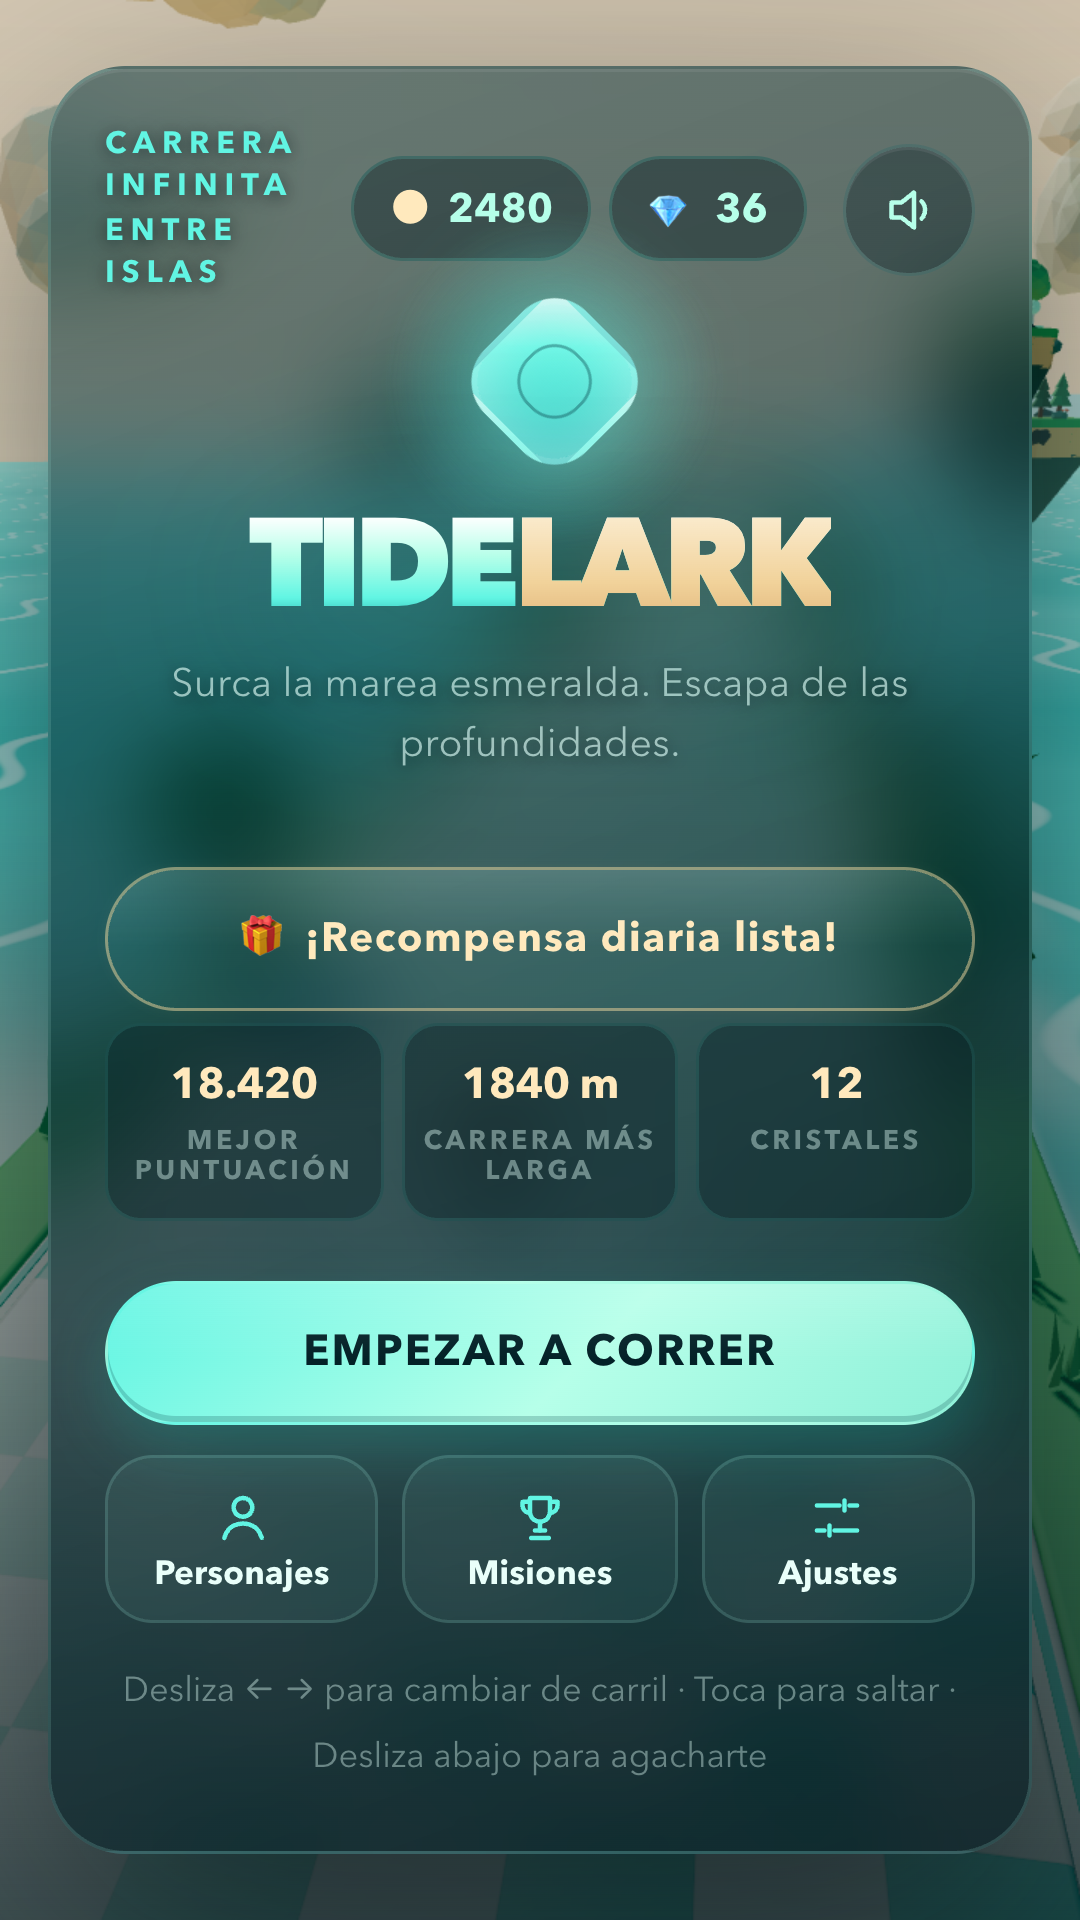 CARRERA
INFINITA
ENTRE
ISLAS
2480
36
TIDELARK
Surca la marea esmeralda. Escapa de las
profundidades.
¡Recompensa diaria lista!
18.420
MEJOR
PUNTUACIÓN
1840 m
CARRERA MÁS
LARGA
12
CRISTALES
EMPEZAR A CORRER
Personajes
Misiones
Ajustes
Desliza ← → para cambiar de carril · Toca para saltar ·
Desliza abajo para agacharte